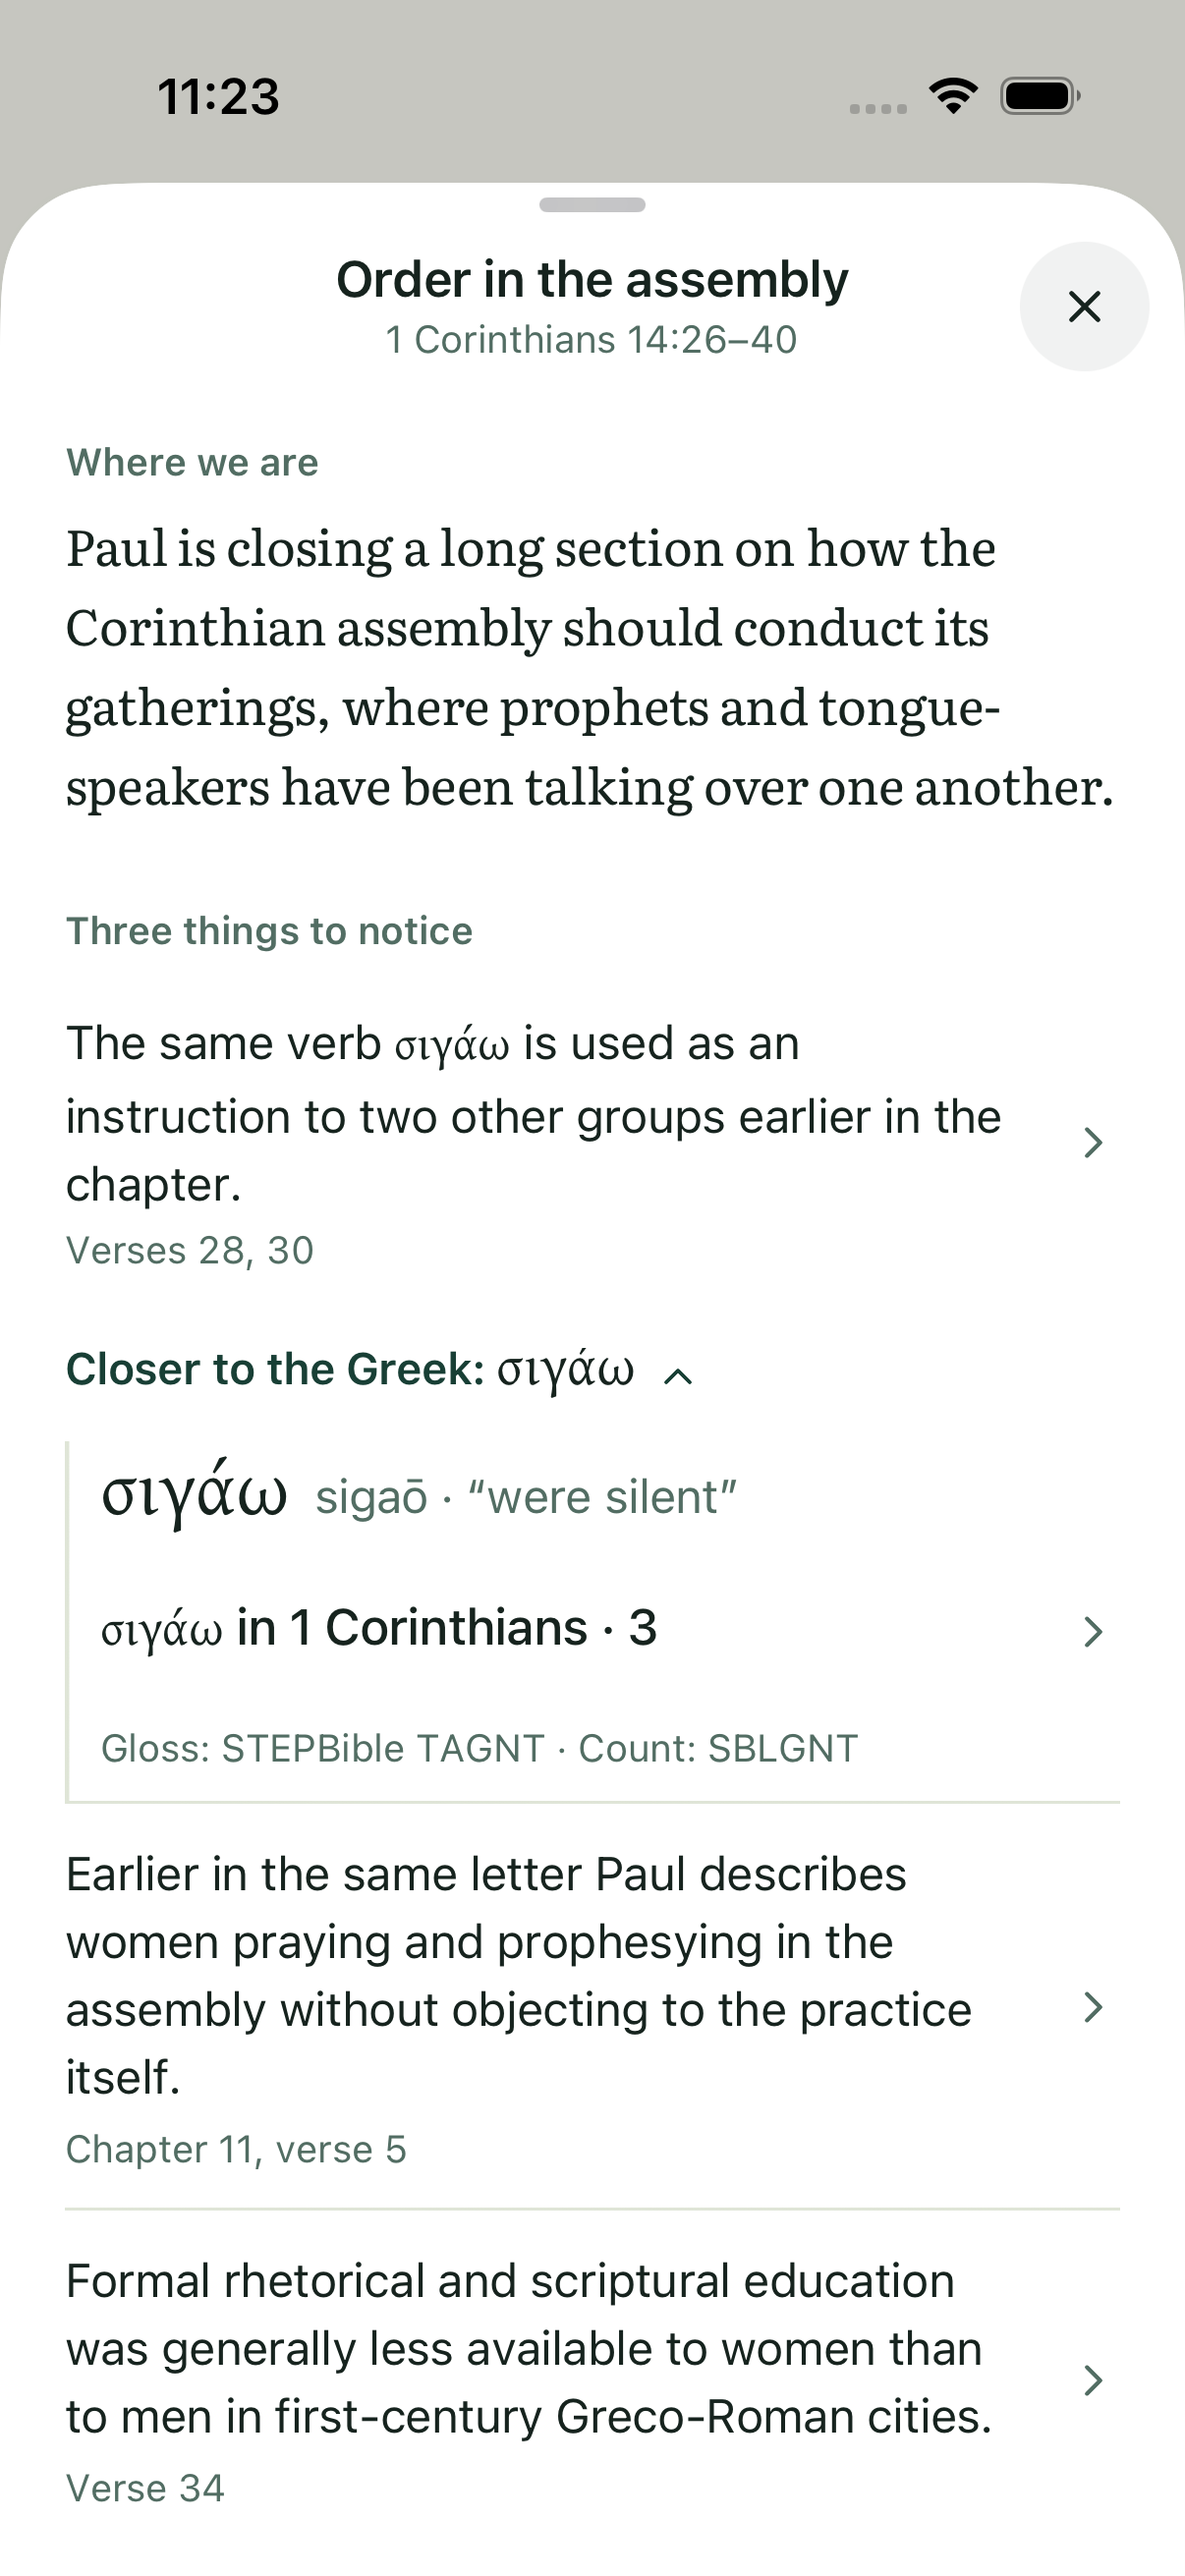 11:23
Order in the assembly
1 Corinthians 14:26–40
Where we are
Paul is closing a long section on how the
Corinthian assembly should conduct its
gatherings, where prophets and tongue-
speakers have been talking over one another.
Three things to notice
The same verb σιγάω is used as an
instruction to two other groups earlier in the
chapter.
Verses 28, 30
Closer to the Greek: σιγάω
σιγάω sigaō · “were silent”
σιγάω in 1 Corinthians · 3
Gloss: STEPBible TAGNT · Count: SBLGNT
Earlier in the same letter Paul describes
women praying and prophesying in the
assembly without objecting to the practice
itself.
Chapter 11, verse 5
Formal rhetorical and scriptural education
was generally less available to women than
to men in first-century Greco-Roman cities.
Verse 34